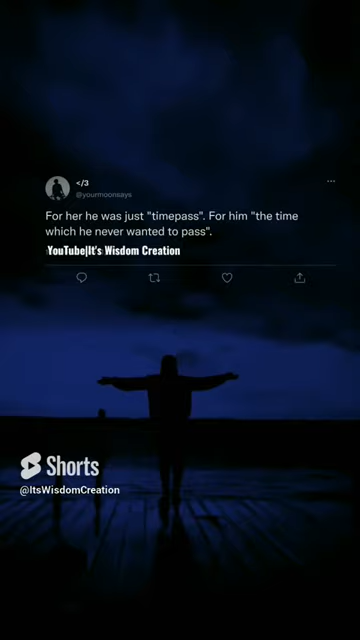 </3
@yourmoonsays
For her he was just "timepass". For him "the time
which he never wanted to pass".
YouTube|It's Wisdom Creation
Shorts
@ItsWisdomCreation